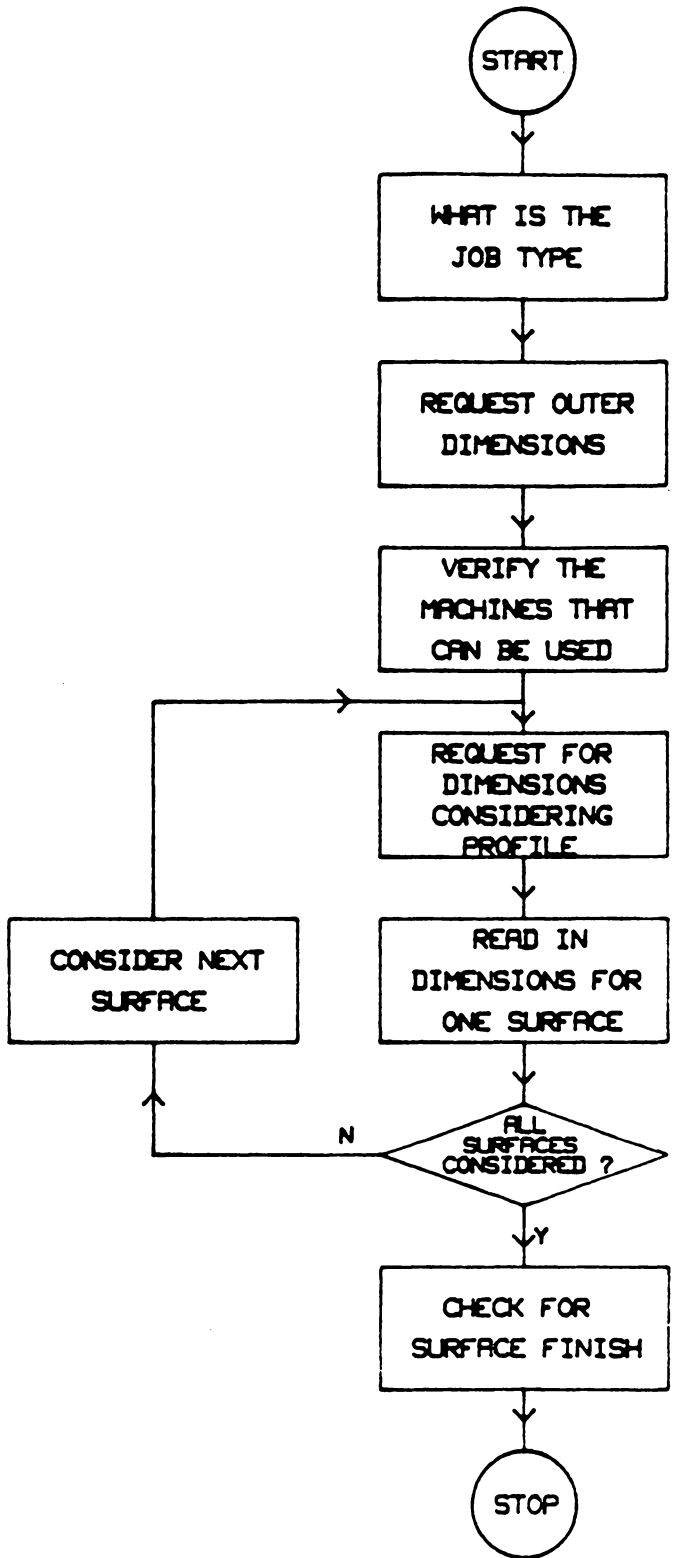 START
WHAT IS THE
JOB TYPE
REQUEST OUTER
DIMENSIONS
VERIFY THE
MACHINES THAT
CAN BE USED
REQUEST FOR
DIMENSIONS
CONSIDERING
PROFILE
READ IN
DIMENSIONS FOR
ONE SURFACE
CONSIDER NEXT
SURFACE
ALL
SURFACES
CONSIDERED ?
N
Y
CHECK FOR
SURFACE FINISH
STOP